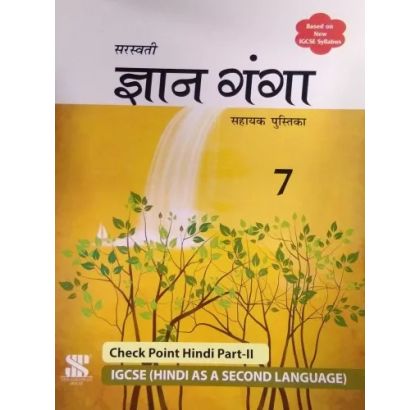 Based on
New
IGCSE Syllabus
सरस्वती
ज्ञान गंगा
सहायक पुस्तिका
7
Check Point Hindi Part-II
IGCSE (HINDI AS A SECOND LANGUAGE)